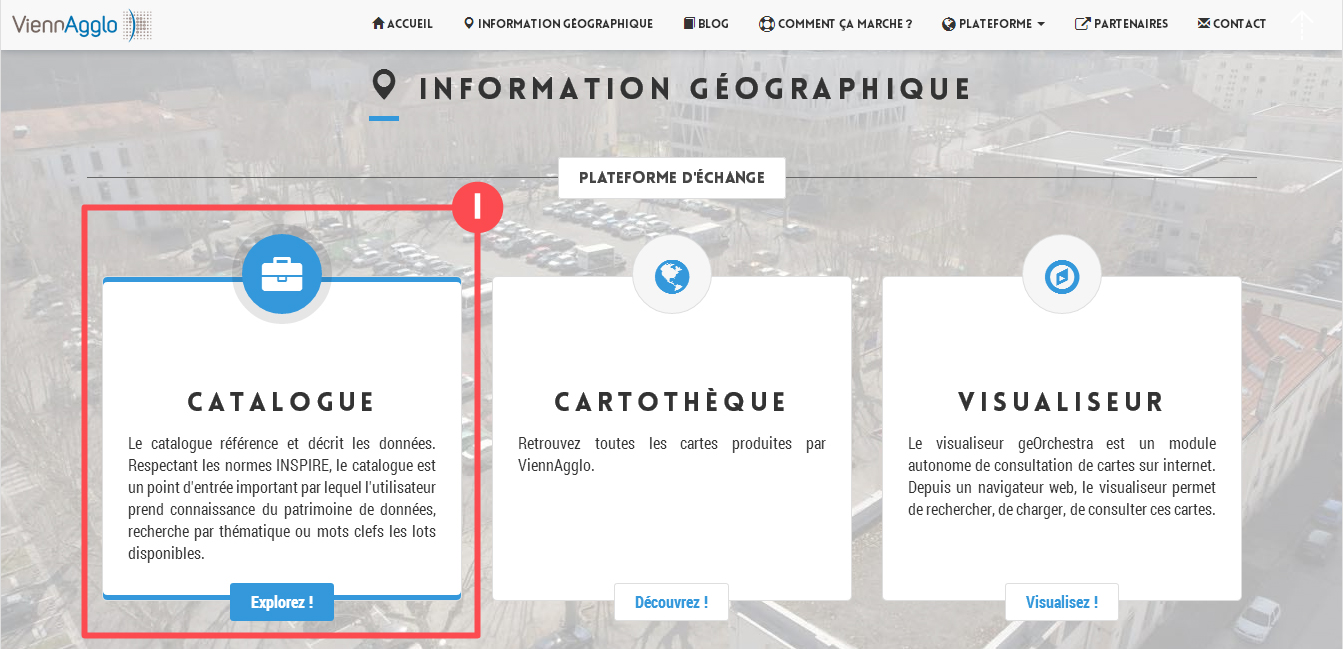 ViennAgglo
ACCUEIL INFORMATION GÉOGRAPHIQUE BLOG COMMENT ÇA MARCHE ? PLATEFORME PARTENAIRES CONTACT
INFORMATION GÉOGRAPHIQUE
PLATEFORME D'ÉCHANGE
1
CATALOGUE
Le catalogue référence et décrit les données.
Respectant les normes INSPIRE, le catalogue est
un point d'entrée important par lequel l'utilisateur
prend connaissance du patrimoine de données,
recherche par thématique ou mots clefs les lots
disponibles.
Explorez !
CARTOTHÈQUE
Retrouvez toutes les cartes produites par
ViennAgglo.
Découvrez !
VISUALISEUR
Le visualiseur geOrchestra est un module
autonome de consultation de cartes sur internet.
Depuis un navigateur web, le visualiseur permet
de rechercher, de charger, de consulter ces cartes.
Visualisez !